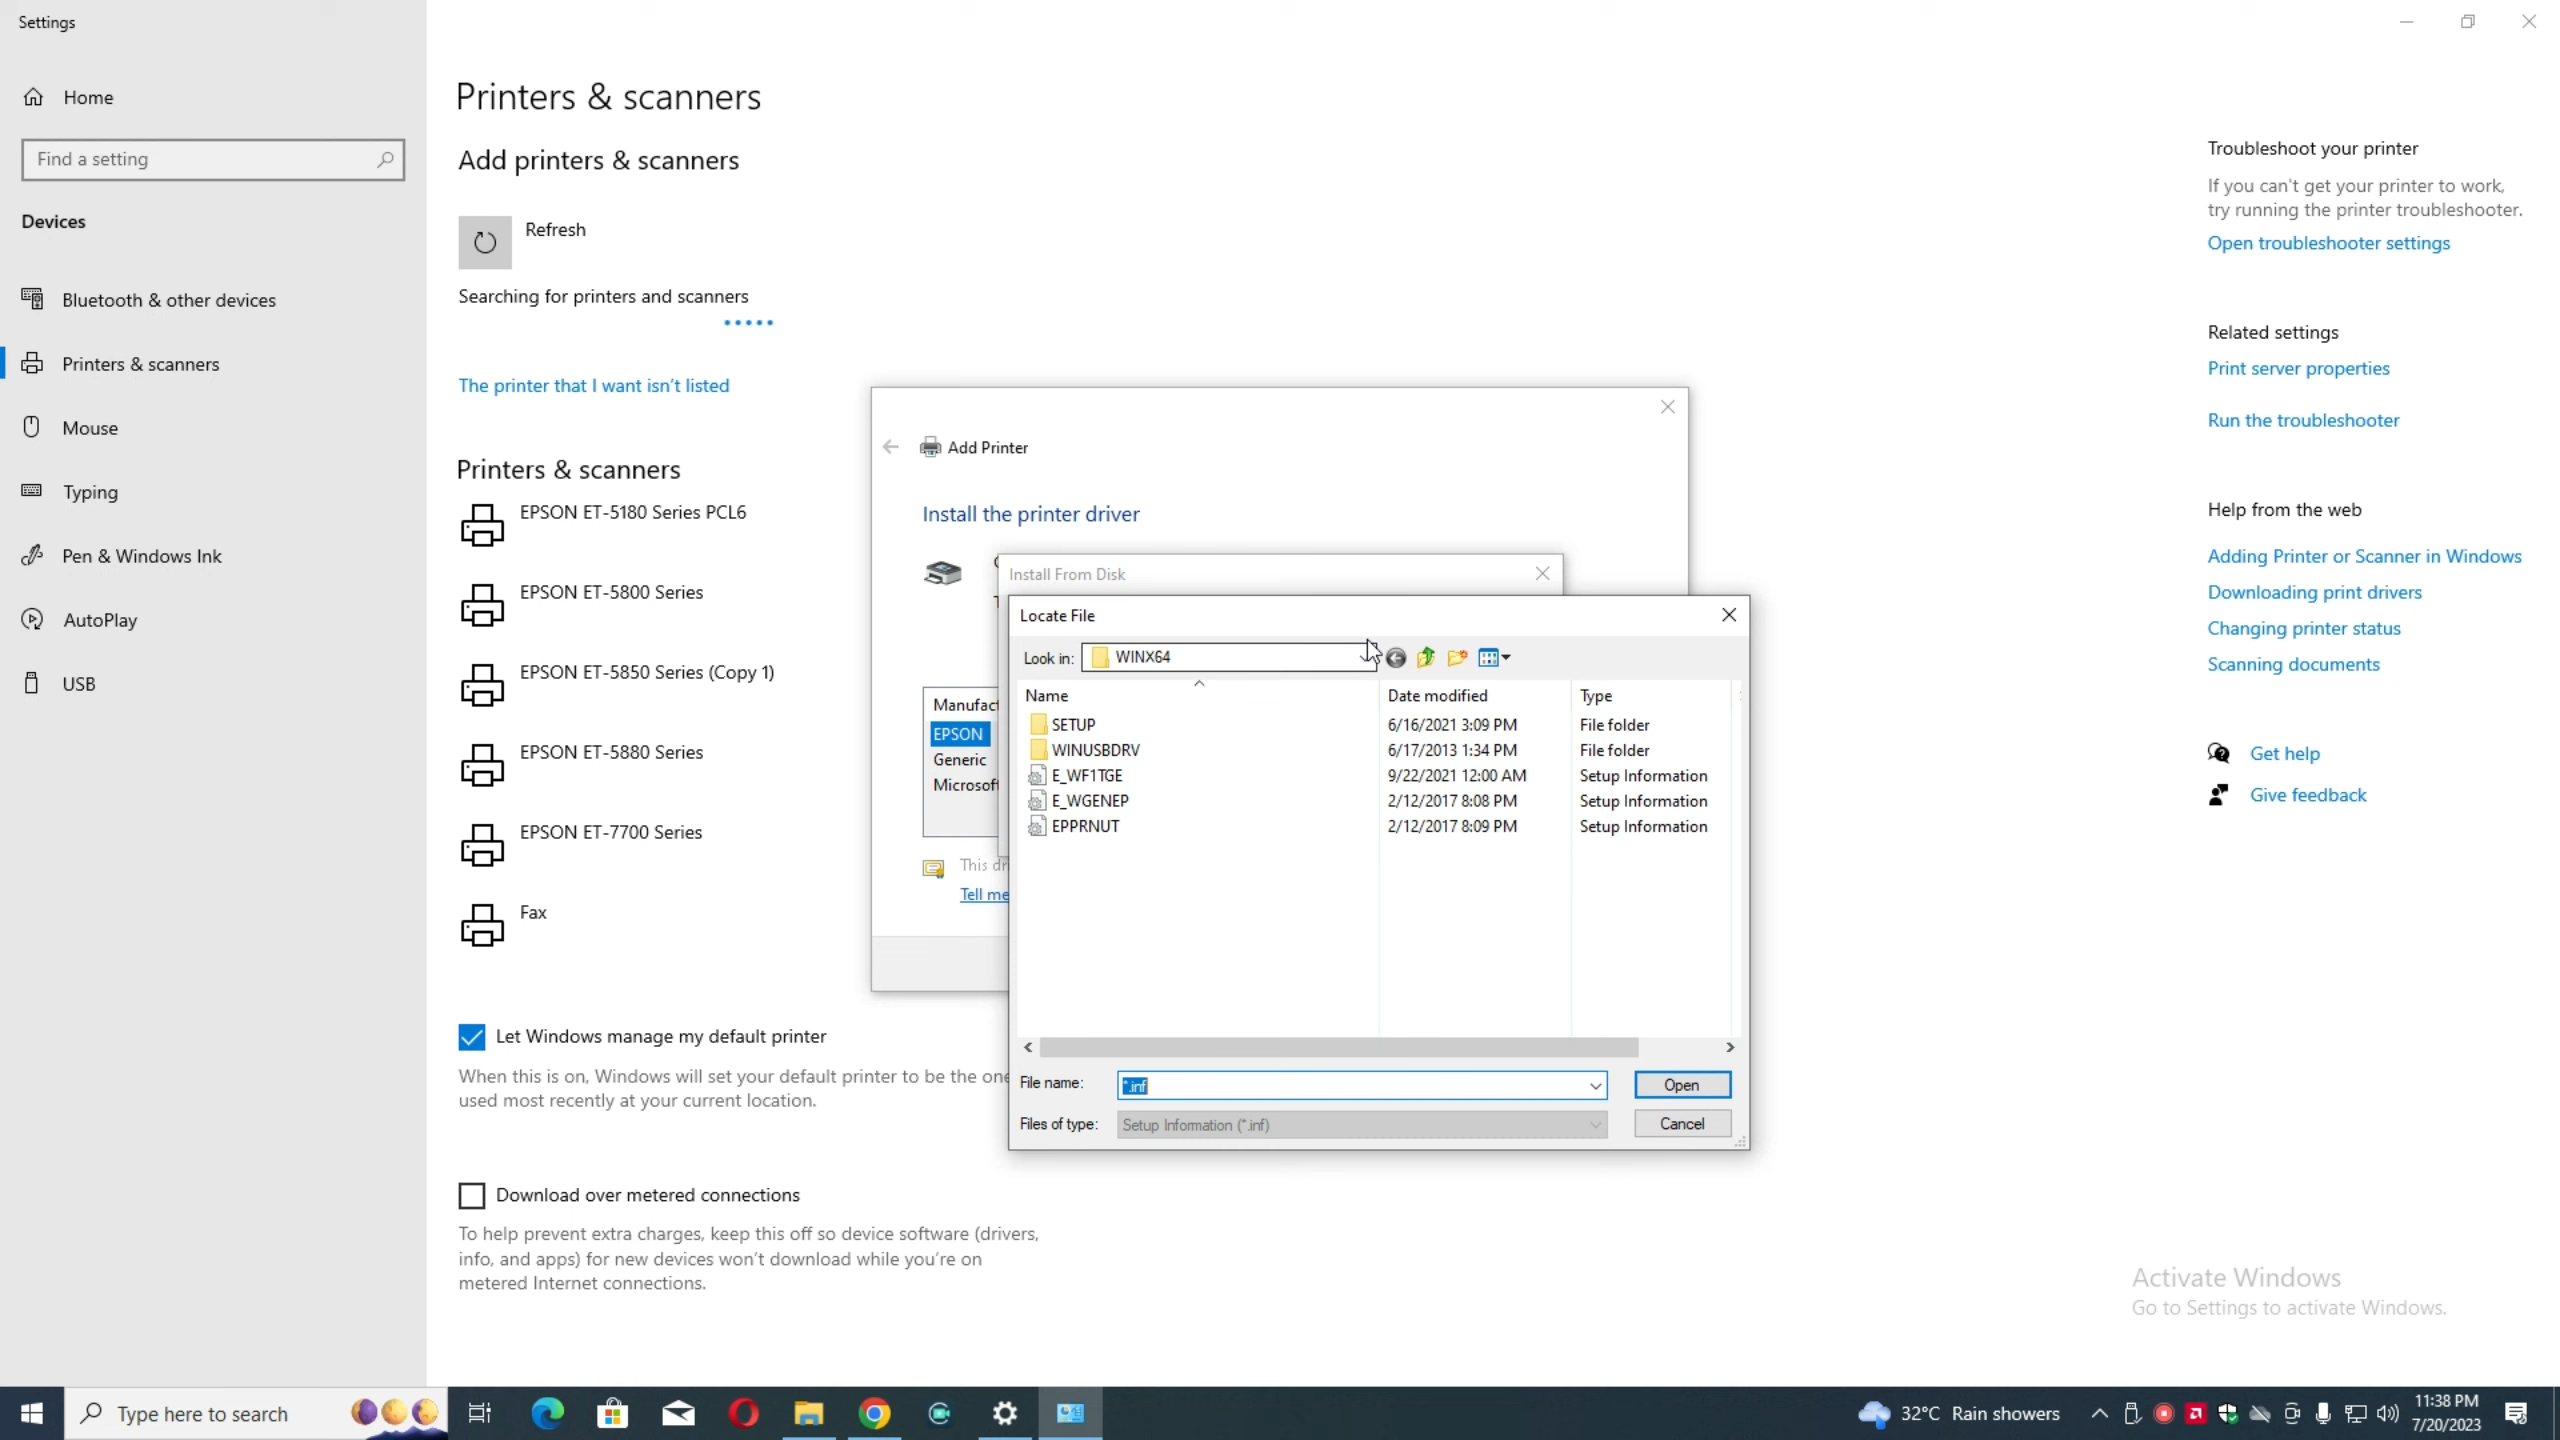 Settings
Home
Find a setting
Devices
Bluetooth & other devices
Printers & scanners
Mouse
Typing
Pen & Windows Ink
AutoPlay
USB
Printers & scanners
Add printers & scanners
Refresh
Searching for printers and scanners
The printer that I want isn't listed
Printers & scanners
EPSON ET-5180 Series PCL6
EPSON ET-5800 Series
EPSON ET-5850 Series (Copy 1)
EPSON ET-5880 Series
EPSON ET-7700 Series
Fax
Let Windows manage my default printer
When this is on, Windows will set your default printer to be the one
used most recently at your current location.
Download over metered connections
To help prevent extra charges, keep this off so device software (drivers,
info, and apps) for new devices won't download while you're on
metered Internet connections.
Add Printer
Install the printer driver
Manufact
EPSON
Generic
Microsoft
This dri
Tell me
Install From Disk
Locate File
Look in: WINX64
Name Date modified Type
SETUP 6/16/2021 3:09 PM File folder
WINUSBDRV 6/17/2013 1:34 PM File folder
E_WF1TGE 9/22/2021 12:00 AM Setup Information
E_WGENEP 2/12/2017 8:08 PM Setup Information
EPPRNUT 2/12/2017 8:09 PM Setup Information
File name: *.inf Open
Files of type: Setup Information (*.inf) Cancel
Troubleshoot your printer
If you can't get your printer to work,
try running the printer troubleshooter.
Open troubleshooter settings
Related settings
Print server properties
Run the troubleshooter
Help from the web
Adding Printer or Scanner in Windows
Downloading print drivers
Changing printer status
Scanning documents
Get help
Give feedback
Activate Windows
Go to Settings to activate Windows.
Type here to search
32°C Rain showers
11:38 PM
7/20/2023